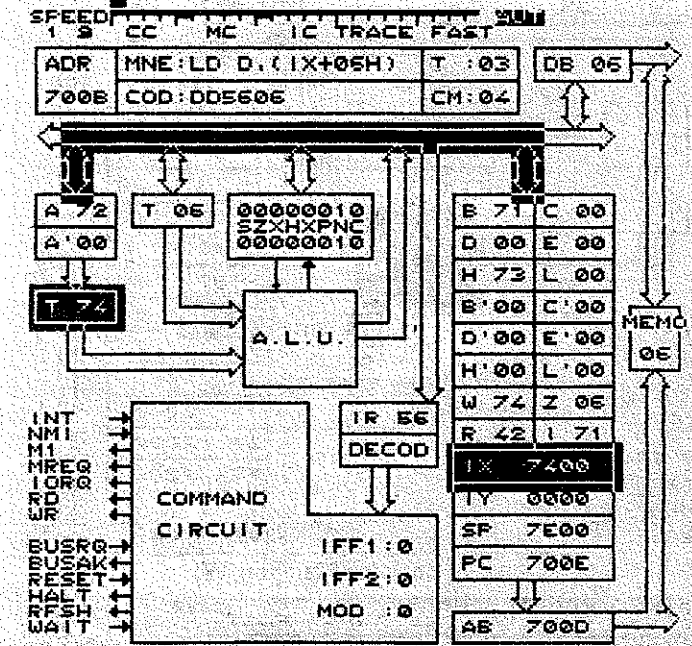 SPEED
1 9 CC MC IC TRACE FAST
ADR MNE:LD D,(IX+06H) T :03
700B COD:DD5606 CM:04
DB 06
A 72
A'00
T 06
00000010
SZXHXPNC
00000010
T 74
A.L.U.
B 71 C 00
D 00 E 00
H 73 L 00
B'00 C'00
D'00 E'00
H'00 L'00
W 74 Z 06
R 42 I 71
IX 7400
IY 0000
SP 7E00
PC 700E
AB 700D
MEMO
06
IR 56
DECOD
INT
NMI
M1
MREQ
IORQ
RD
WR
BUSRQ
BUSAK
RESET
HALT
RFSH
WAIT
COMMAND
CIRCUIT
IFF1:0
IFF2:0
MOD :0